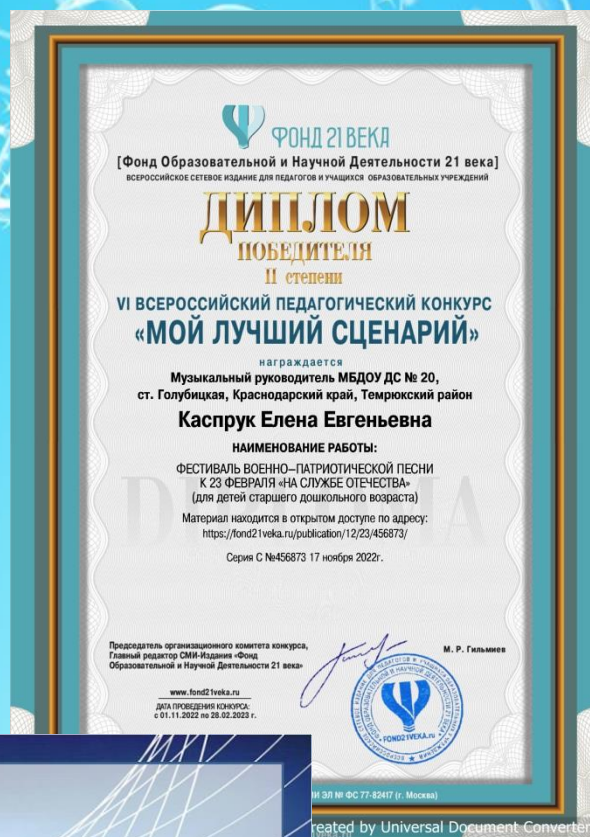 ФОНД 21 ВЕКА
[Фонд Образовательной и Научной Деятельности 21 века]
ВСЕРОССИЙСКОЕ СЕТЕВОЕ ИЗДАНИЕ ДЛЯ ПЕДАГОГОВ И УЧАЩИХСЯ ОБРАЗОВАТЕЛЬНЫХ УЧРЕЖДЕНИЙ
ДИПЛОМ
ПОБЕДИТЕЛЯ
II степени
VI ВСЕРОССИЙСКИЙ ПЕДАГОГИЧЕСКИЙ КОНКУРС
«МОЙ ЛУЧШИЙ СЦЕНАРИЙ»
награждается
Музыкальный руководитель МБДОУ ДС № 20,
ст. Голубицкая, Краснодарский край, Темрюкский район
Каспрук Елена Евгеньевна
НАИМЕНОВАНИЕ РАБОТЫ:
ФЕСТИВАЛЬ ВОЕННО–ПАТРИОТИЧЕСКОЙ ПЕСНИ
К 23 ФЕВРАЛЯ «НА СЛУЖБЕ ОТЕЧЕСТВА»
(для детей старшего дошкольного возраста)
DIPLOMA
Материал находится в открытом доступе по адресу:
https://fond21veka.ru/publication/12/23/456873/
Серия С №456873 17 ноября 2022г.
Председатель организационного комитета конкурса,
Главный редактор СМИ-Издания «Фонд
Образовательной и Научной Деятельности 21 века»
М. Р. Гильмиев
www.fond21veka.ru
ДАТА ПРОВЕДЕНИЯ КОНКУРСА:
с 01.11.2022 по 28.02.2023 г.
FOND21VEKA.ru
ЭЛ № ФС 77-82417 (г. Москва)
reated by Universal Document Converter